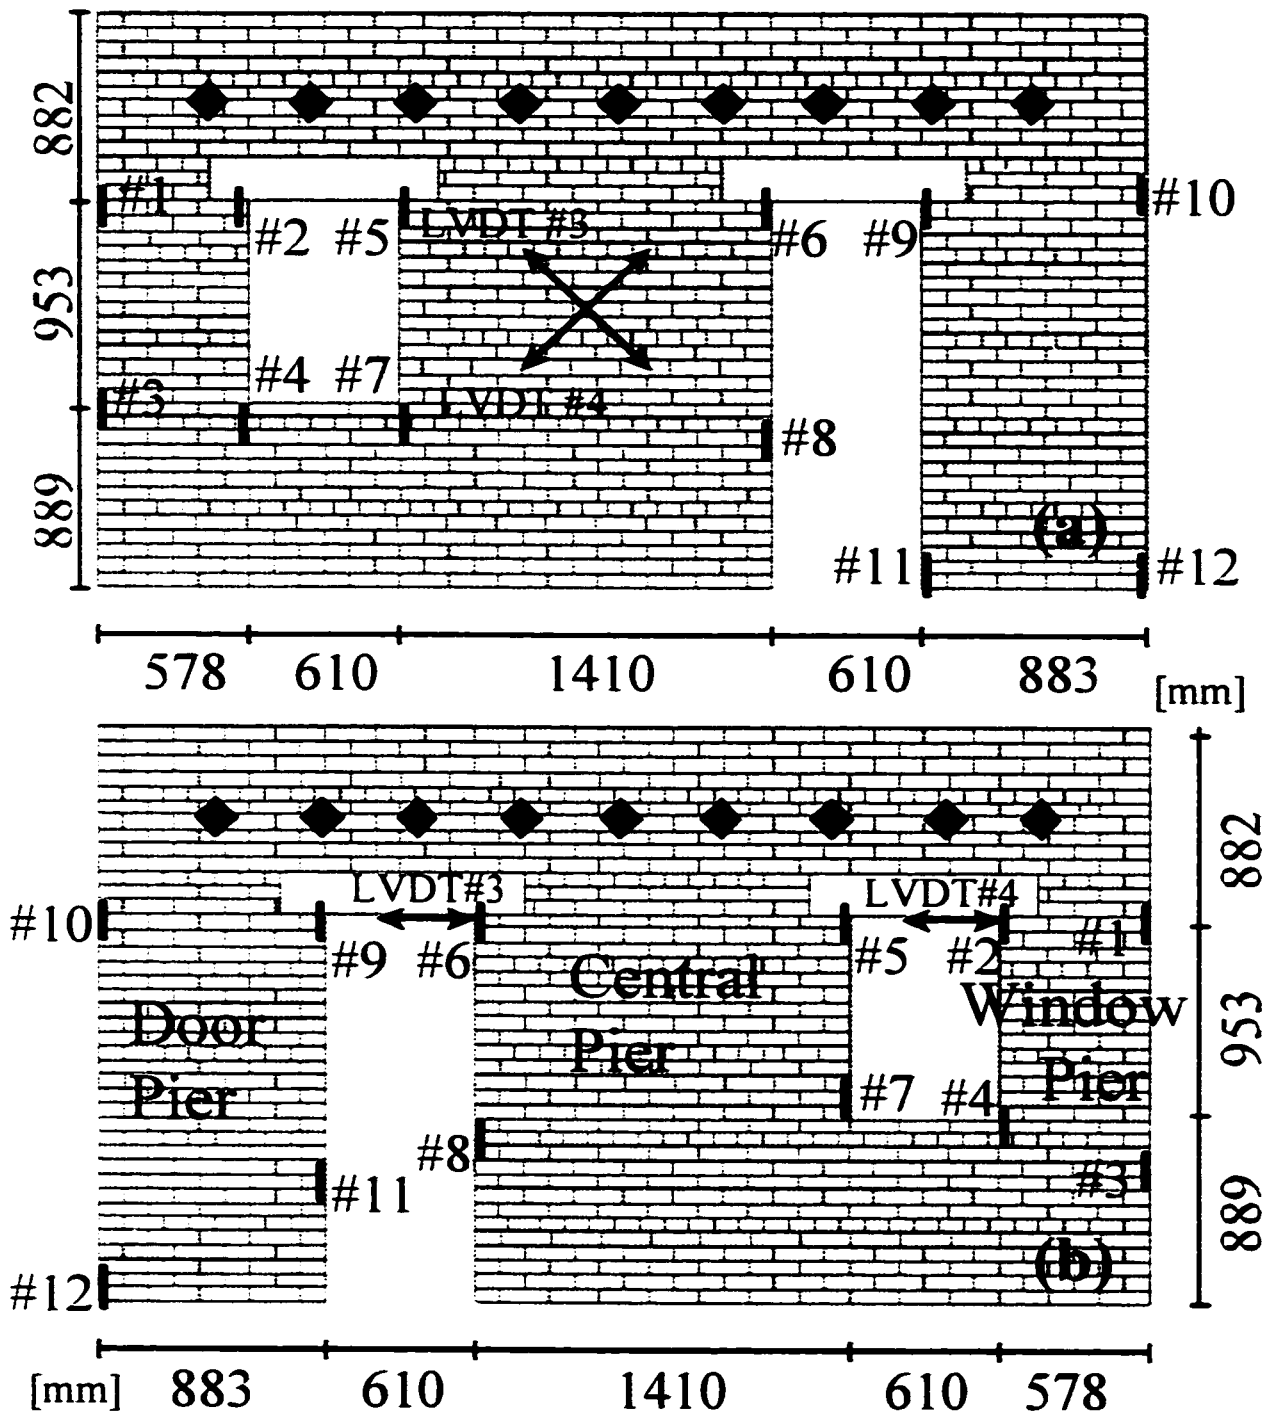 882
#1
#10
#2 #5 LVDT #3 #6 #9
953
#4 #7
#3 LVDT #4
#8
889
(a)
#11 #12
578 610 1410 610 883
[mm]
882
LVDT#3 LVDT#4
#10 #1
#9 #6 #5 #2
Central
Window
953
Door
Pier
Pier
Pier
#7 #4
#8
#3
#11
889
(b)
#12
[mm] 883 610 1410 610 578